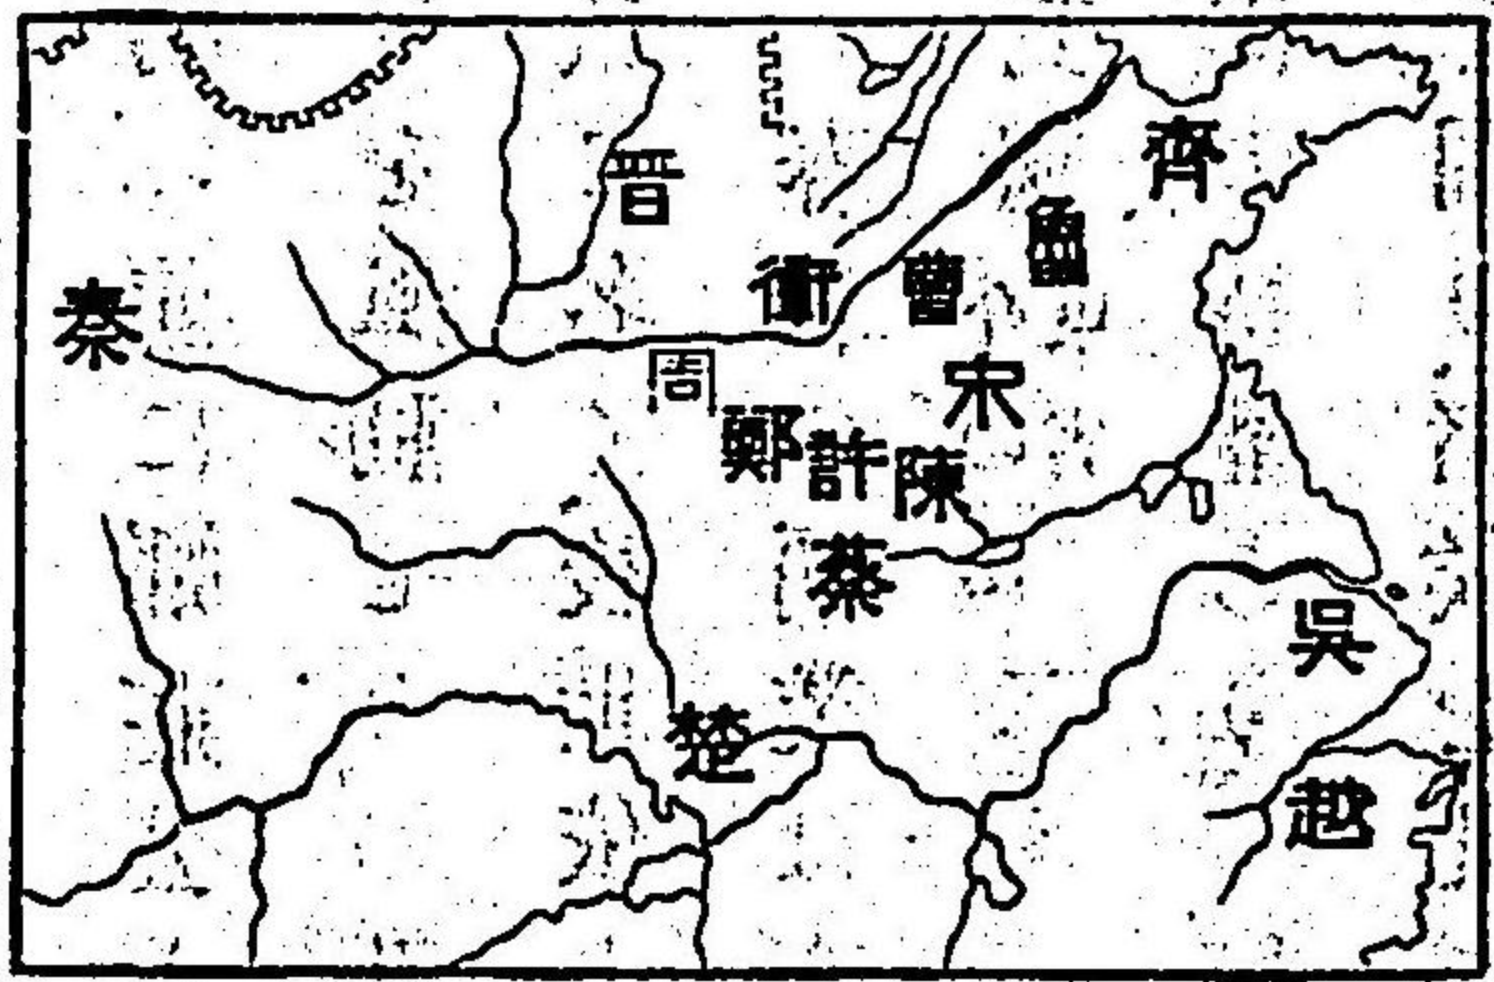 齊
晉
魯
秦
衛
曹
周
宋
鄭
許
陳
蔡
吳
楚
越